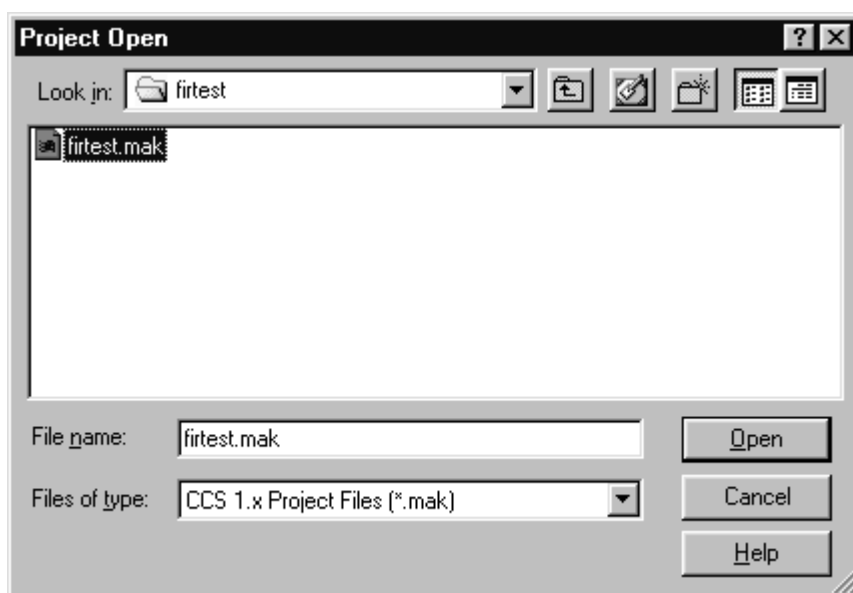 Project Open
Look in: firtest
firtest.mak
File name: firtest.mak Open
Files of type: CCS 1.x Project Files (*.mak) Cancel
Help